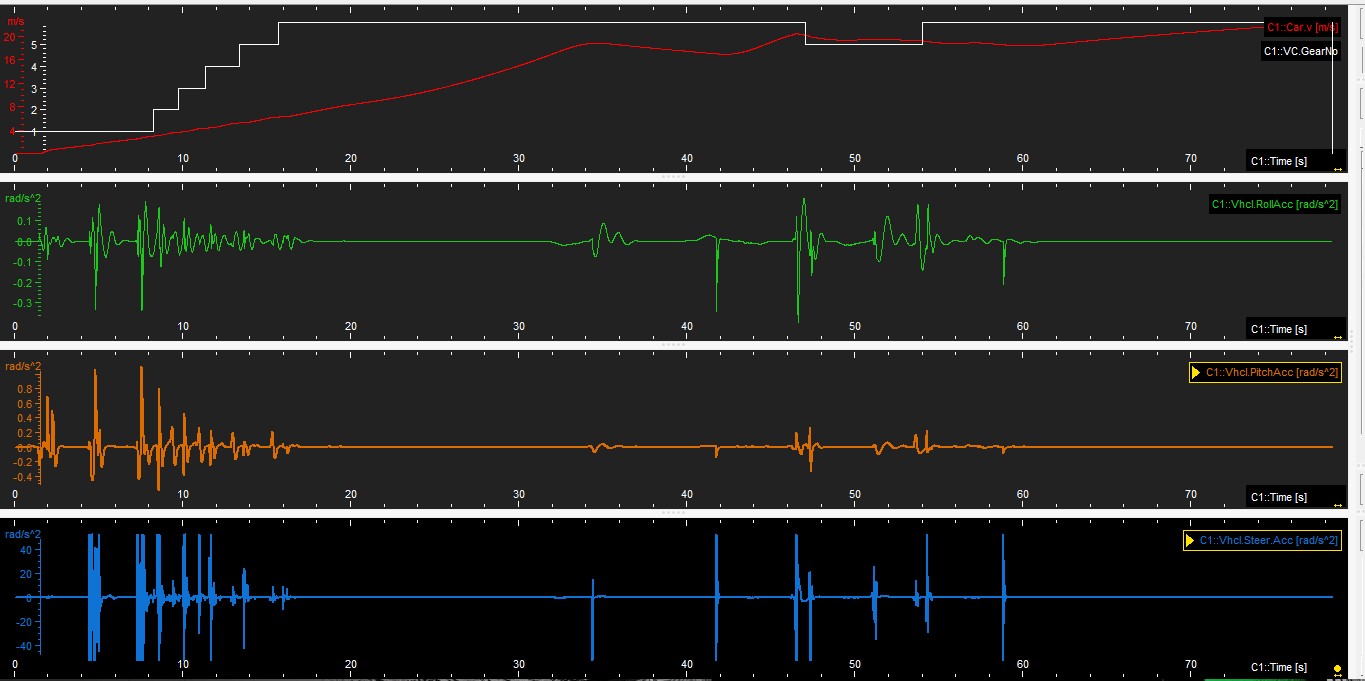 m/s
C1::Car.v [m/s]
20
5
C1::VC.GearNo
16
4
12
3
8
2
4
1
0 10 20 30 40 50 60 70 C1::Time [s]
rad/s^2
C1::Vhcl.RollAcc [rad/s^2]
0.1
0.0
-0.1
-0.2
-0.3
0 10 20 30 40 50 60 70 C1::Time [s]
rad/s^2
C1::Vhcl.PitchAcc [rad/s^2]
0.8
0.6
0.4
0.2
0.0
-0.2
-0.4
0 10 20 30 40 50 60 70 C1::Time [s]
rad/s^2
C1::Vhcl.Steer.Acc [rad/s^2]
40
20
0
-20
-40
0 10 20 30 40 50 60 70 C1::Time [s]